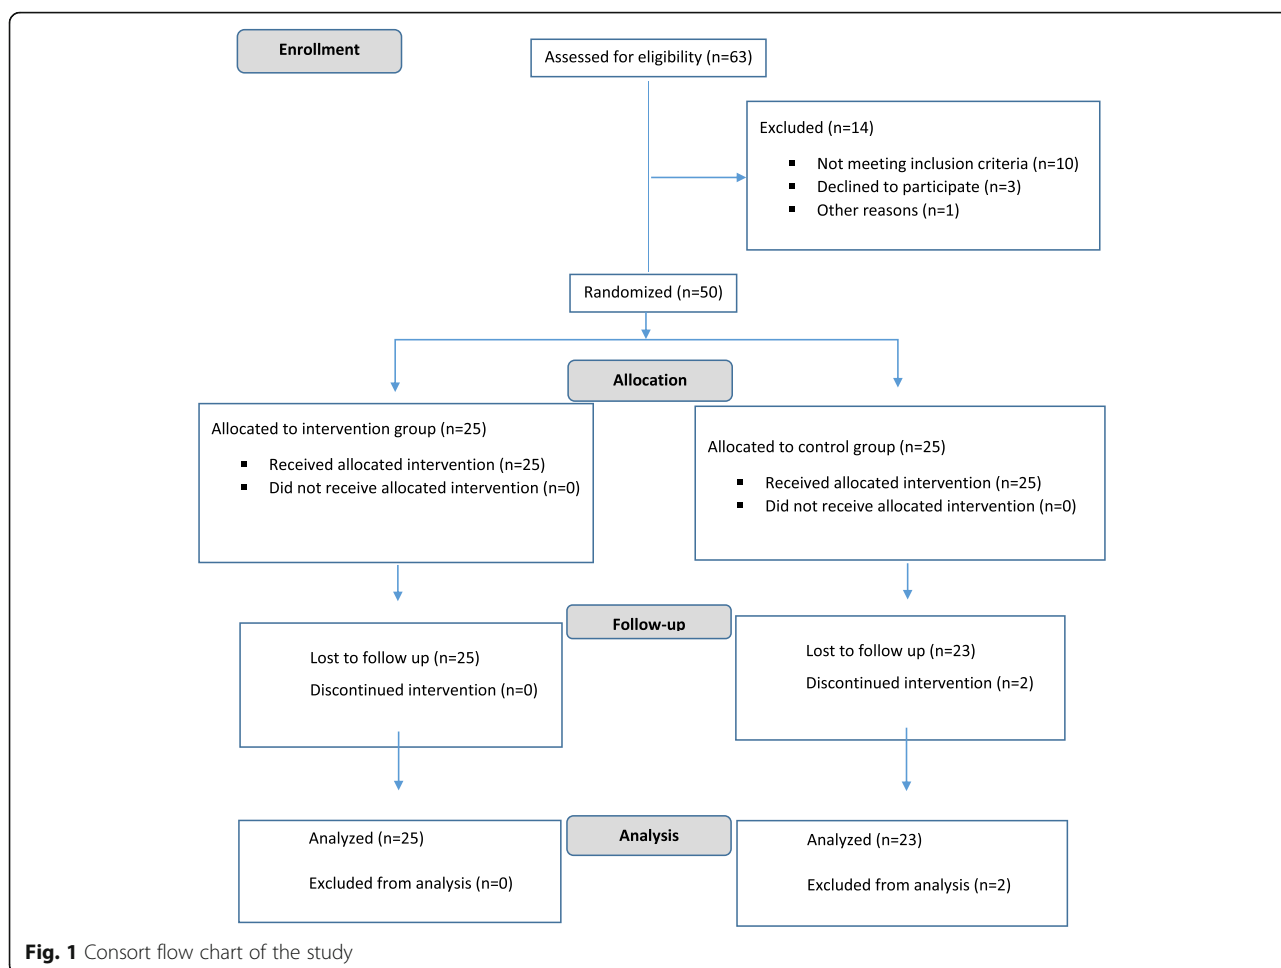 Enrollment
Assessed for eligibility (n=63)
Excluded (n=14)
▪ Not meeting inclusion criteria (n=10)
▪ Declined to participate (n=3)
▪ Other reasons (n=1)
Randomized (n=50)
Allocation
Allocated to intervention group (n=25)
▪ Received allocated intervention (n=25)
▪ Did not receive allocated intervention (n=0)
Allocated to control group (n=25)
▪ Received allocated intervention (n=25)
▪ Did not receive allocated intervention (n=0)
Follow-up
Lost to follow up (n=25)
Discontinued intervention (n=0)
Lost to follow up (n=23)
Discontinued intervention (n=2)
Analysis
Analyzed (n=25)
Excluded from analysis (n=0)
Analyzed (n=23)
Excluded from analysis (n=2)
Fig. 1 Consort flow chart of the study